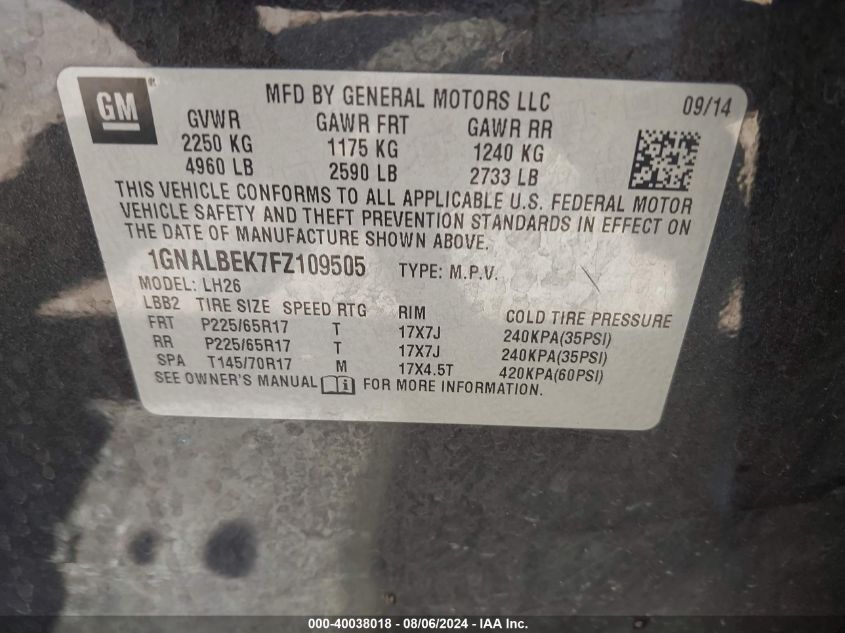 GM
MFD BY GENERAL MOTORS LLC 09/14
GVWR GAWR FRT GAWR RR
2250 KG 1175 KG 1240 KG
4960 LB 2590 LB 2733 LB
THIS VEHICLE CONFORMS TO ALL APPLICABLE U.S. FEDERAL MOTOR
VEHICLE SAFETY AND THEFT PREVENTION STANDARDS IN EFFECT ON
THE DATE OF MANUFACTURE SHOWN ABOVE.
1GNALBEK7FZ109505 TYPE: M.P.V.
MODEL: LH26
LBB2 TIRE SIZE SPEED RTG RIM COLD TIRE PRESSURE
FRT P225/65R17 T 17X7J 240KPA(35PSI)
RR P225/65R17 T 17X7J 240KPA(35PSI)
SPA T145/70R17 M 17X4.5T 420KPA(60PSI)
SEE OWNER'S MANUAL FOR MORE INFORMATION.
000-40038018 - 08/06/2024 - IAA Inc.